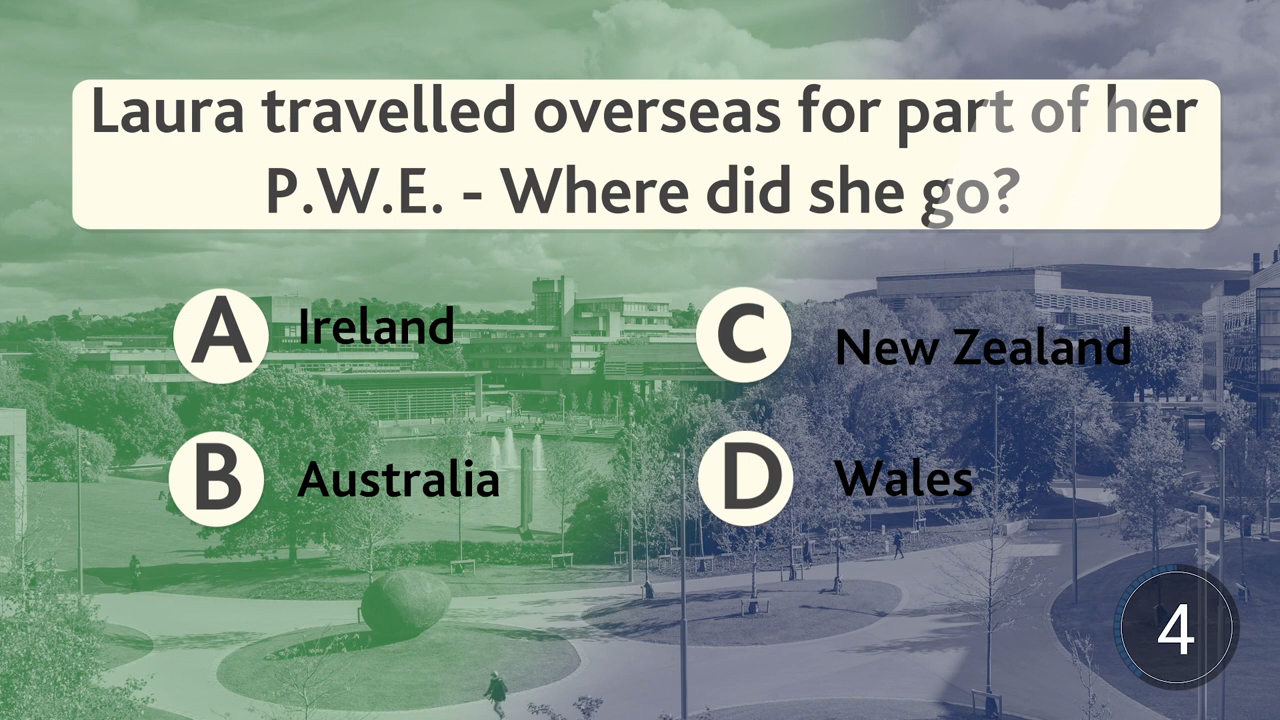 Laura travelled overseas for part of her
P.W.E. - Where did she go?
A Ireland
B Australia
C New Zealand
D Wales
4